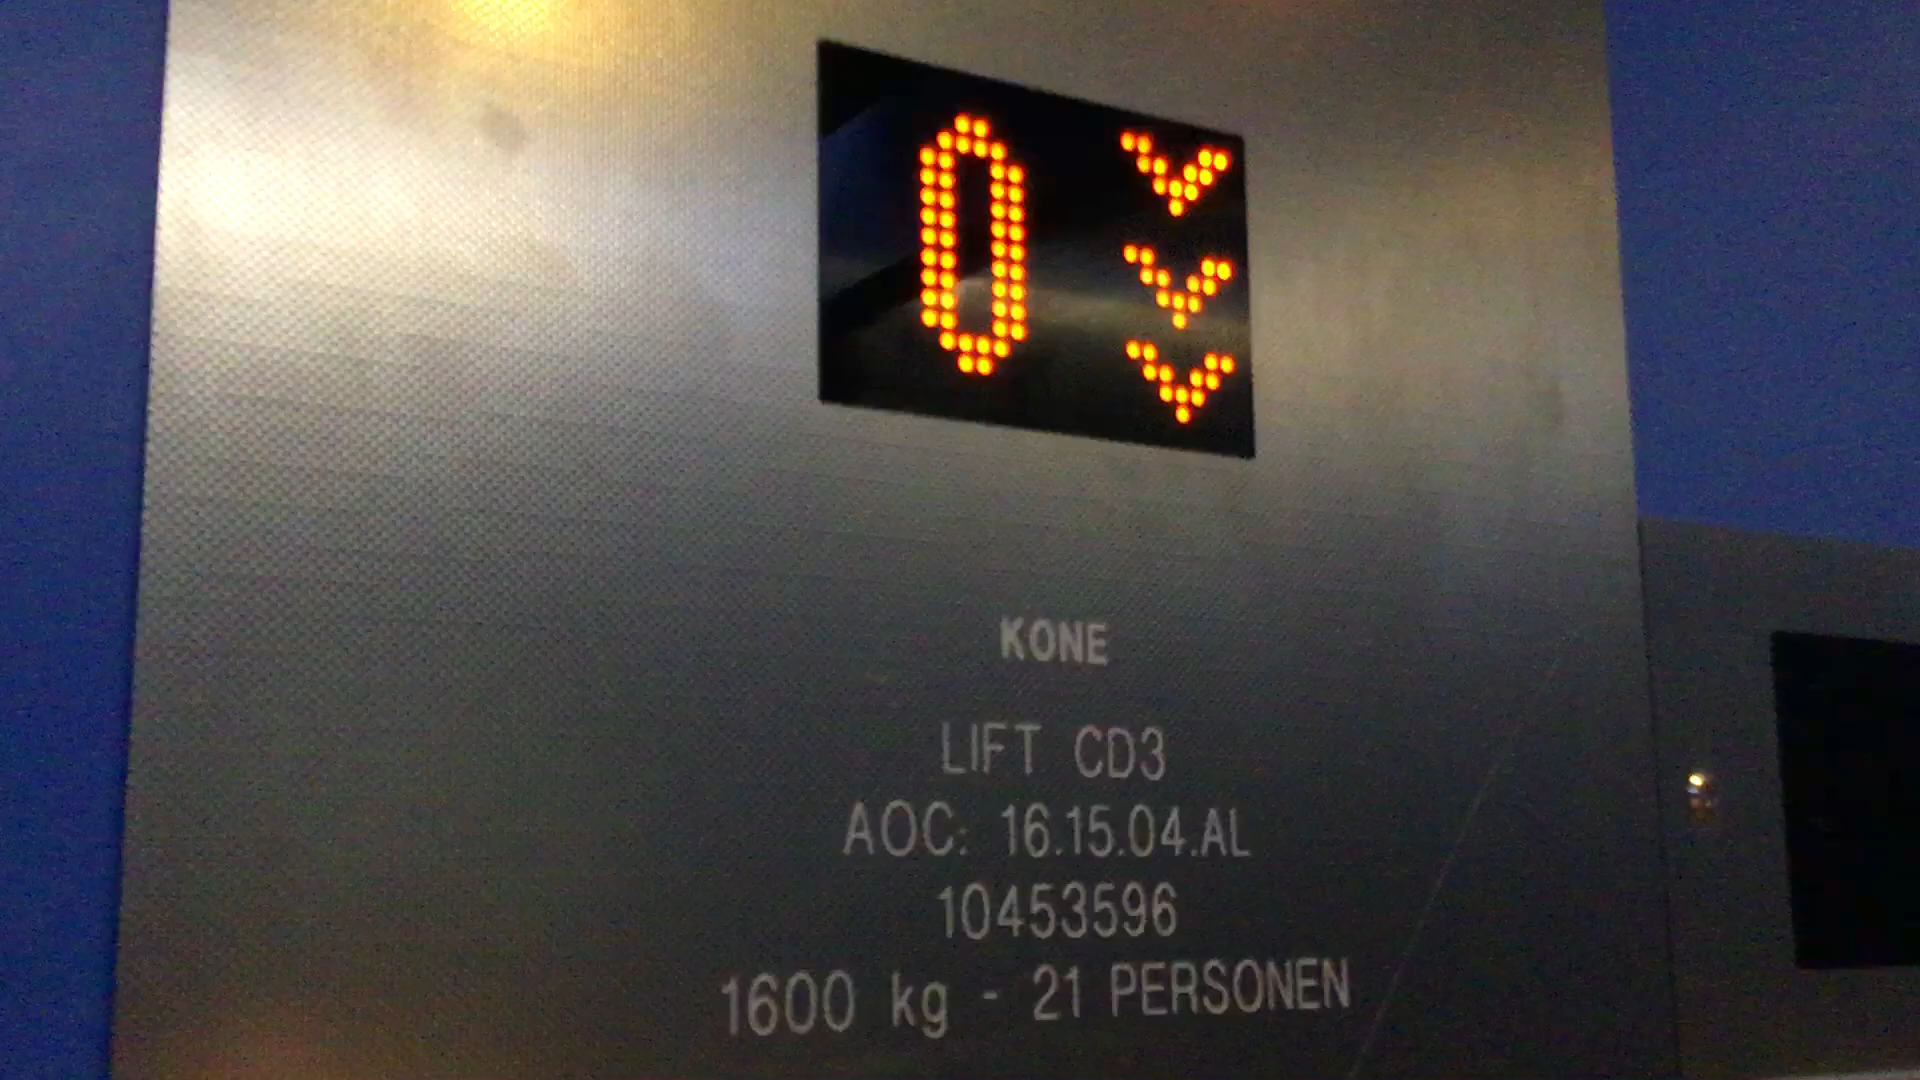 0
KONE
LIFT CD3
AOC: 16.15.04.AL
10453596
1600 kg - 21 PERSONEN